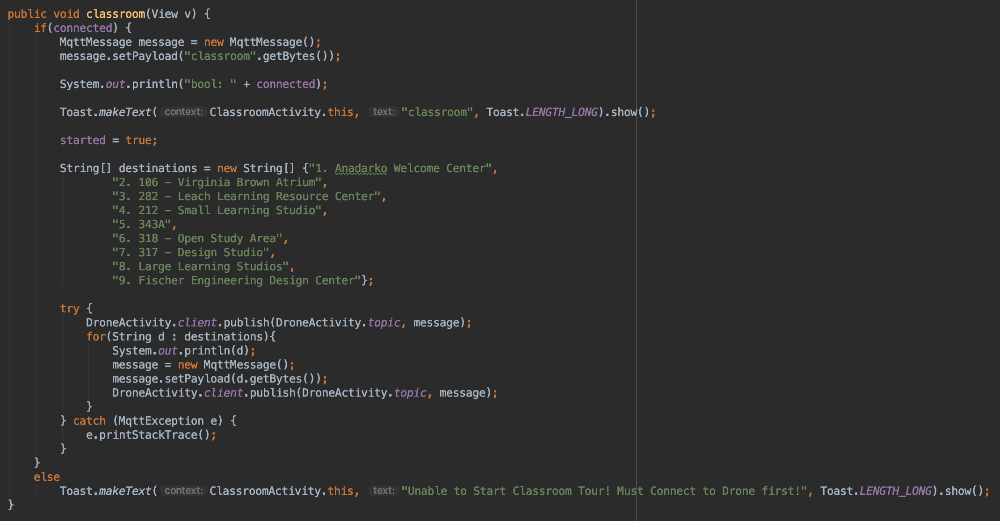 public void classroom(View v) {
    if(connected) {
        MqttMessage message = new MqttMessage();
        message.setPayload("classroom".getBytes());

        System.out.println("bool: " + connected);

        Toast.makeText( context: ClassroomActivity.this,  text: "classroom", Toast.LENGTH_LONG).show();

        started = true;

        String[] destinations = new String[] {"1. Anadarko Welcome Center",
                "2. 106 – Virginia Brown Atrium",
                "3. 282 – Leach Learning Resource Center",
                "4. 212 – Small Learning Studio",
                "5. 343A",
                "6. 318 – Open Study Area",
                "7. 317 – Design Studio",
                "8. Large Learning Studios",
                "9. Fischer Engineering Design Center"};

        try {
            DroneActivity.client.publish(DroneActivity.topic, message);
            for(String d : destinations){
                System.out.println(d);
                message = new MqttMessage();
                message.setPayload(d.getBytes());
                DroneActivity.client.publish(DroneActivity.topic, message);
            }
        } catch (MqttException e) {
            e.printStackTrace();
        }
    }
    else
        Toast.makeText( context: ClassroomActivity.this,  text: "Unable to Start Classroom Tour! Must Connect to Drone first!", Toast.LENGTH_LONG).show();
}